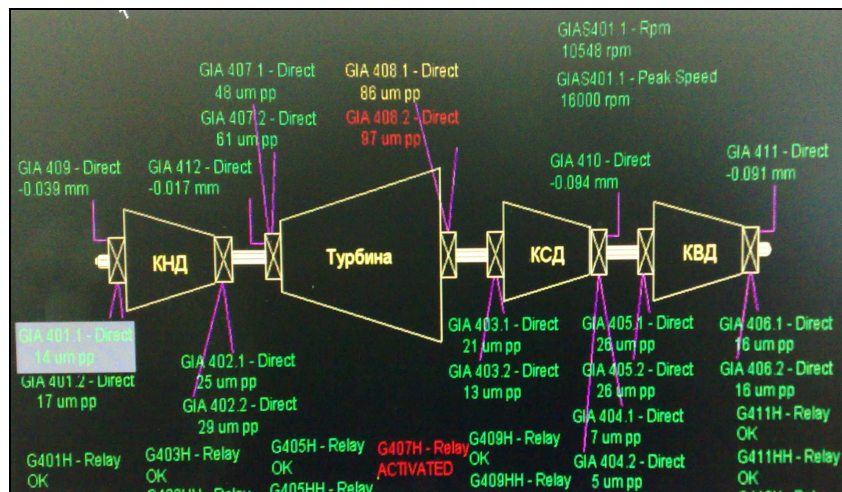 GIAS401.1 - Rpm
10548 rpm
GIAS401.1 - Peak Speed
16000 rpm
GIA 407.1 - Direct
48 um pp
GIA 407.2 - Direct
61 um pp
GIA 408.1 - Direct
86 um pp
GIA 408.2 - Direct
97 um pp
GIA 409 - Direct
-0.039 mm
GIA 412 - Direct
-0.017 mm
GIA 410 - Direct
-0.094 mm
GIA 411 - Direct
-0.091 mm
КНД
Турбина
КСД
КВД
GIA 401.1 - Direct
14 um pp
GIA 401.2 - Direct
17 um pp
GIA 402.1 - Direct
25 um pp
GIA 402.2 - Direct
29 um pp
GIA 403.1 - Direct
21 um pp
GIA 403.2 - Direct
13 um pp
GIA 405.1 - Direct
26 um pp
GIA 405.2 - Direct
26 um pp
GIA 404.1 - Direct
7 um pp
GIA 404.2 - Direct
5 um pp
GIA 406.1 - Direct
16 um pp
GIA 406.2 - Direct
16 um pp
G401H - Relay
OK
G403H - Relay
OK
G405H - Relay
OK
G405HH - Relay
G407H - Relay
ACTIVATED
G409H - Relay
OK
G409HH - Relay
G411H - Relay
OK
G411HH - Relay
OK